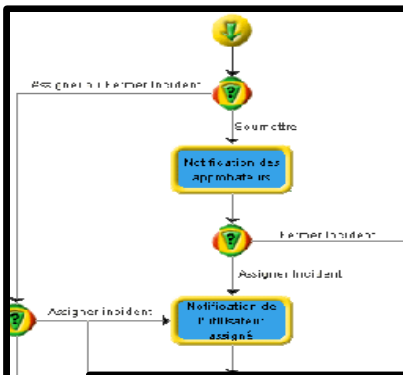 Assigner ou Fermer Incident
Soumettre
Notification des
approbateurs
Fermer Incident
Assigner Incident
Assigner incident
Notification de
l'utilisateur
assigné